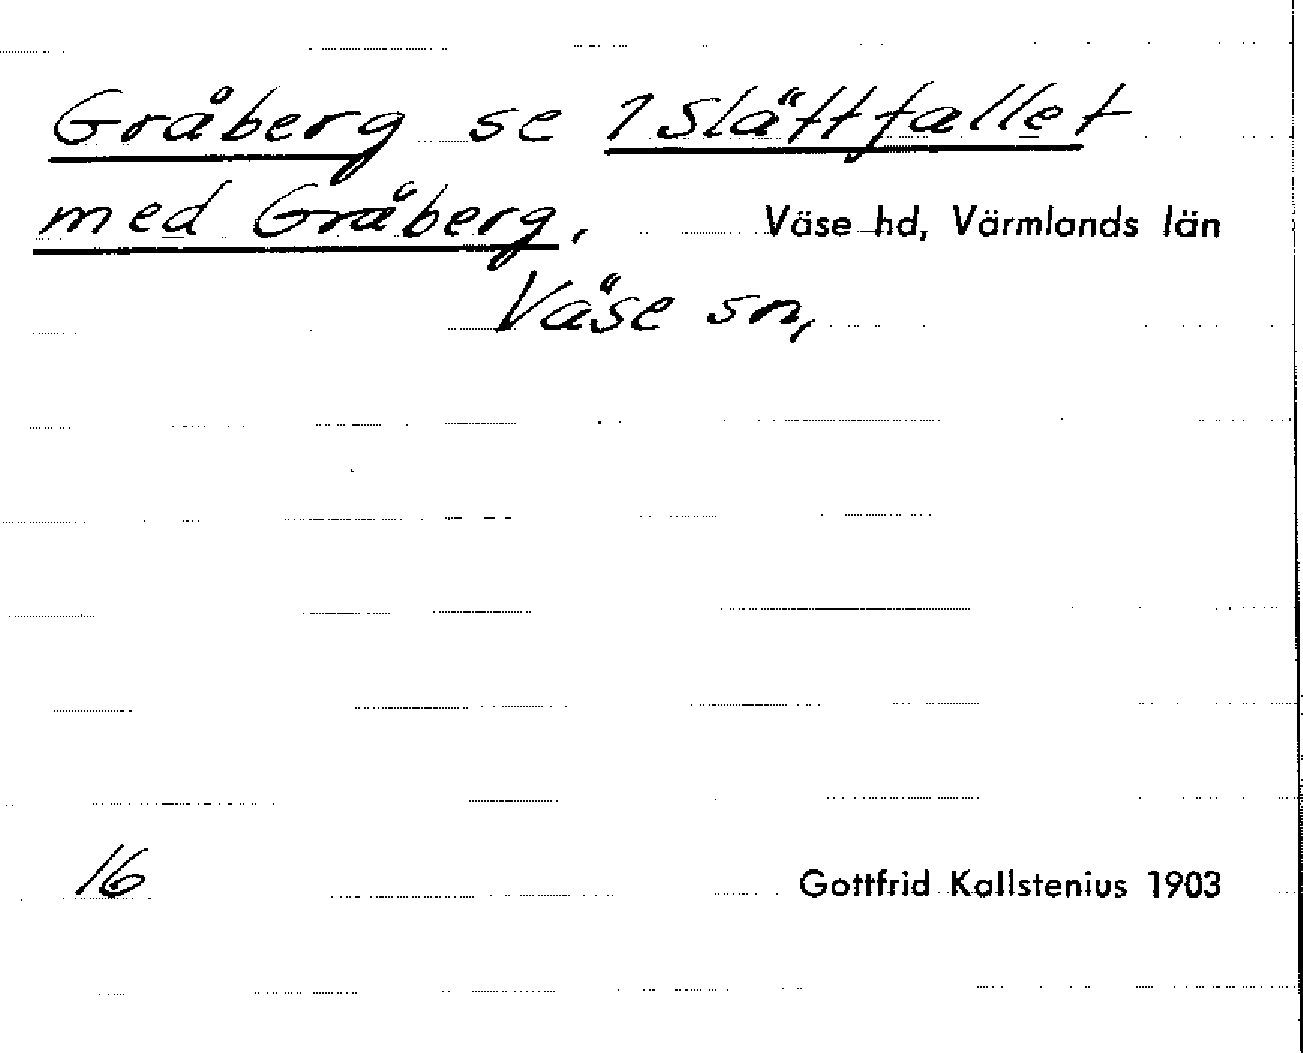 Gråberg se 1 Slättfallet
med Gråberg, Väse hd, Värmlands län
Väse sn,
16 Gottfrid Kallstenius 1903